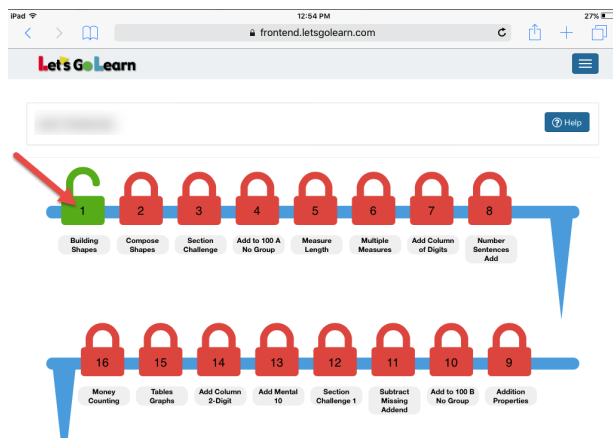 iPad 12:54 PM 27%
frontend.letsgolearn.com
Let's Go Learn
Help
1 2 3 4 5 6 7 8
Building Compose Section Add to 100 A Measure Multiple Add Column Number
Shapes Shapes Challenge No Group Length Measures of Digits Sentences
Add
16 15 14 13 12 11 10 9
Money Tables Add Column Add Mental Section Subtract Add to 100 B Addition
Counting Graphs 2-Digit 10 Challenge 1 Missing No Group Properties
Addend